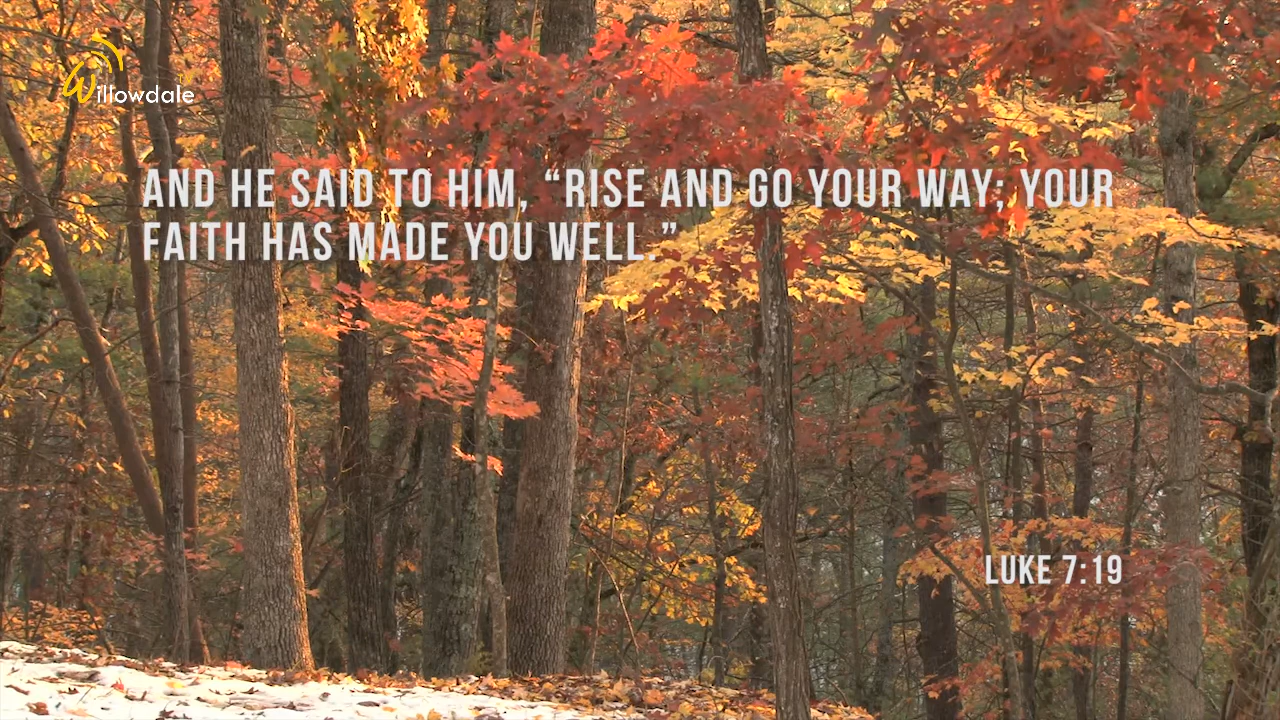 Willowdale
AND HE SAID TO HIM, “RISE AND GO YOUR WAY; YOUR
FAITH HAS MADE YOU WELL.”
LUKE 7:19